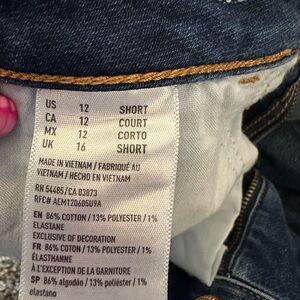 US 12 SHORT
CA 12 COURT
MX 12 CORTO
UK 16 SHORT
MADE IN VIETNAM / FABRIQUÉ AU
VIETNAM / HECHO EN VIETNAM
RN 54485/CA 03873
RFC# AEM120605U9A
EN 86% COTTON / 13% POLYESTER / 1%
ELASTANE
EXCLUSIVE OF DECORATION
FR 86% COTON / 13% POLYESTER / 1%
ÉLASTHANNE
À L'EXCEPTION DE LA GARNITURE
SP 86% algodón / 13% poliéster / 1%
elastano